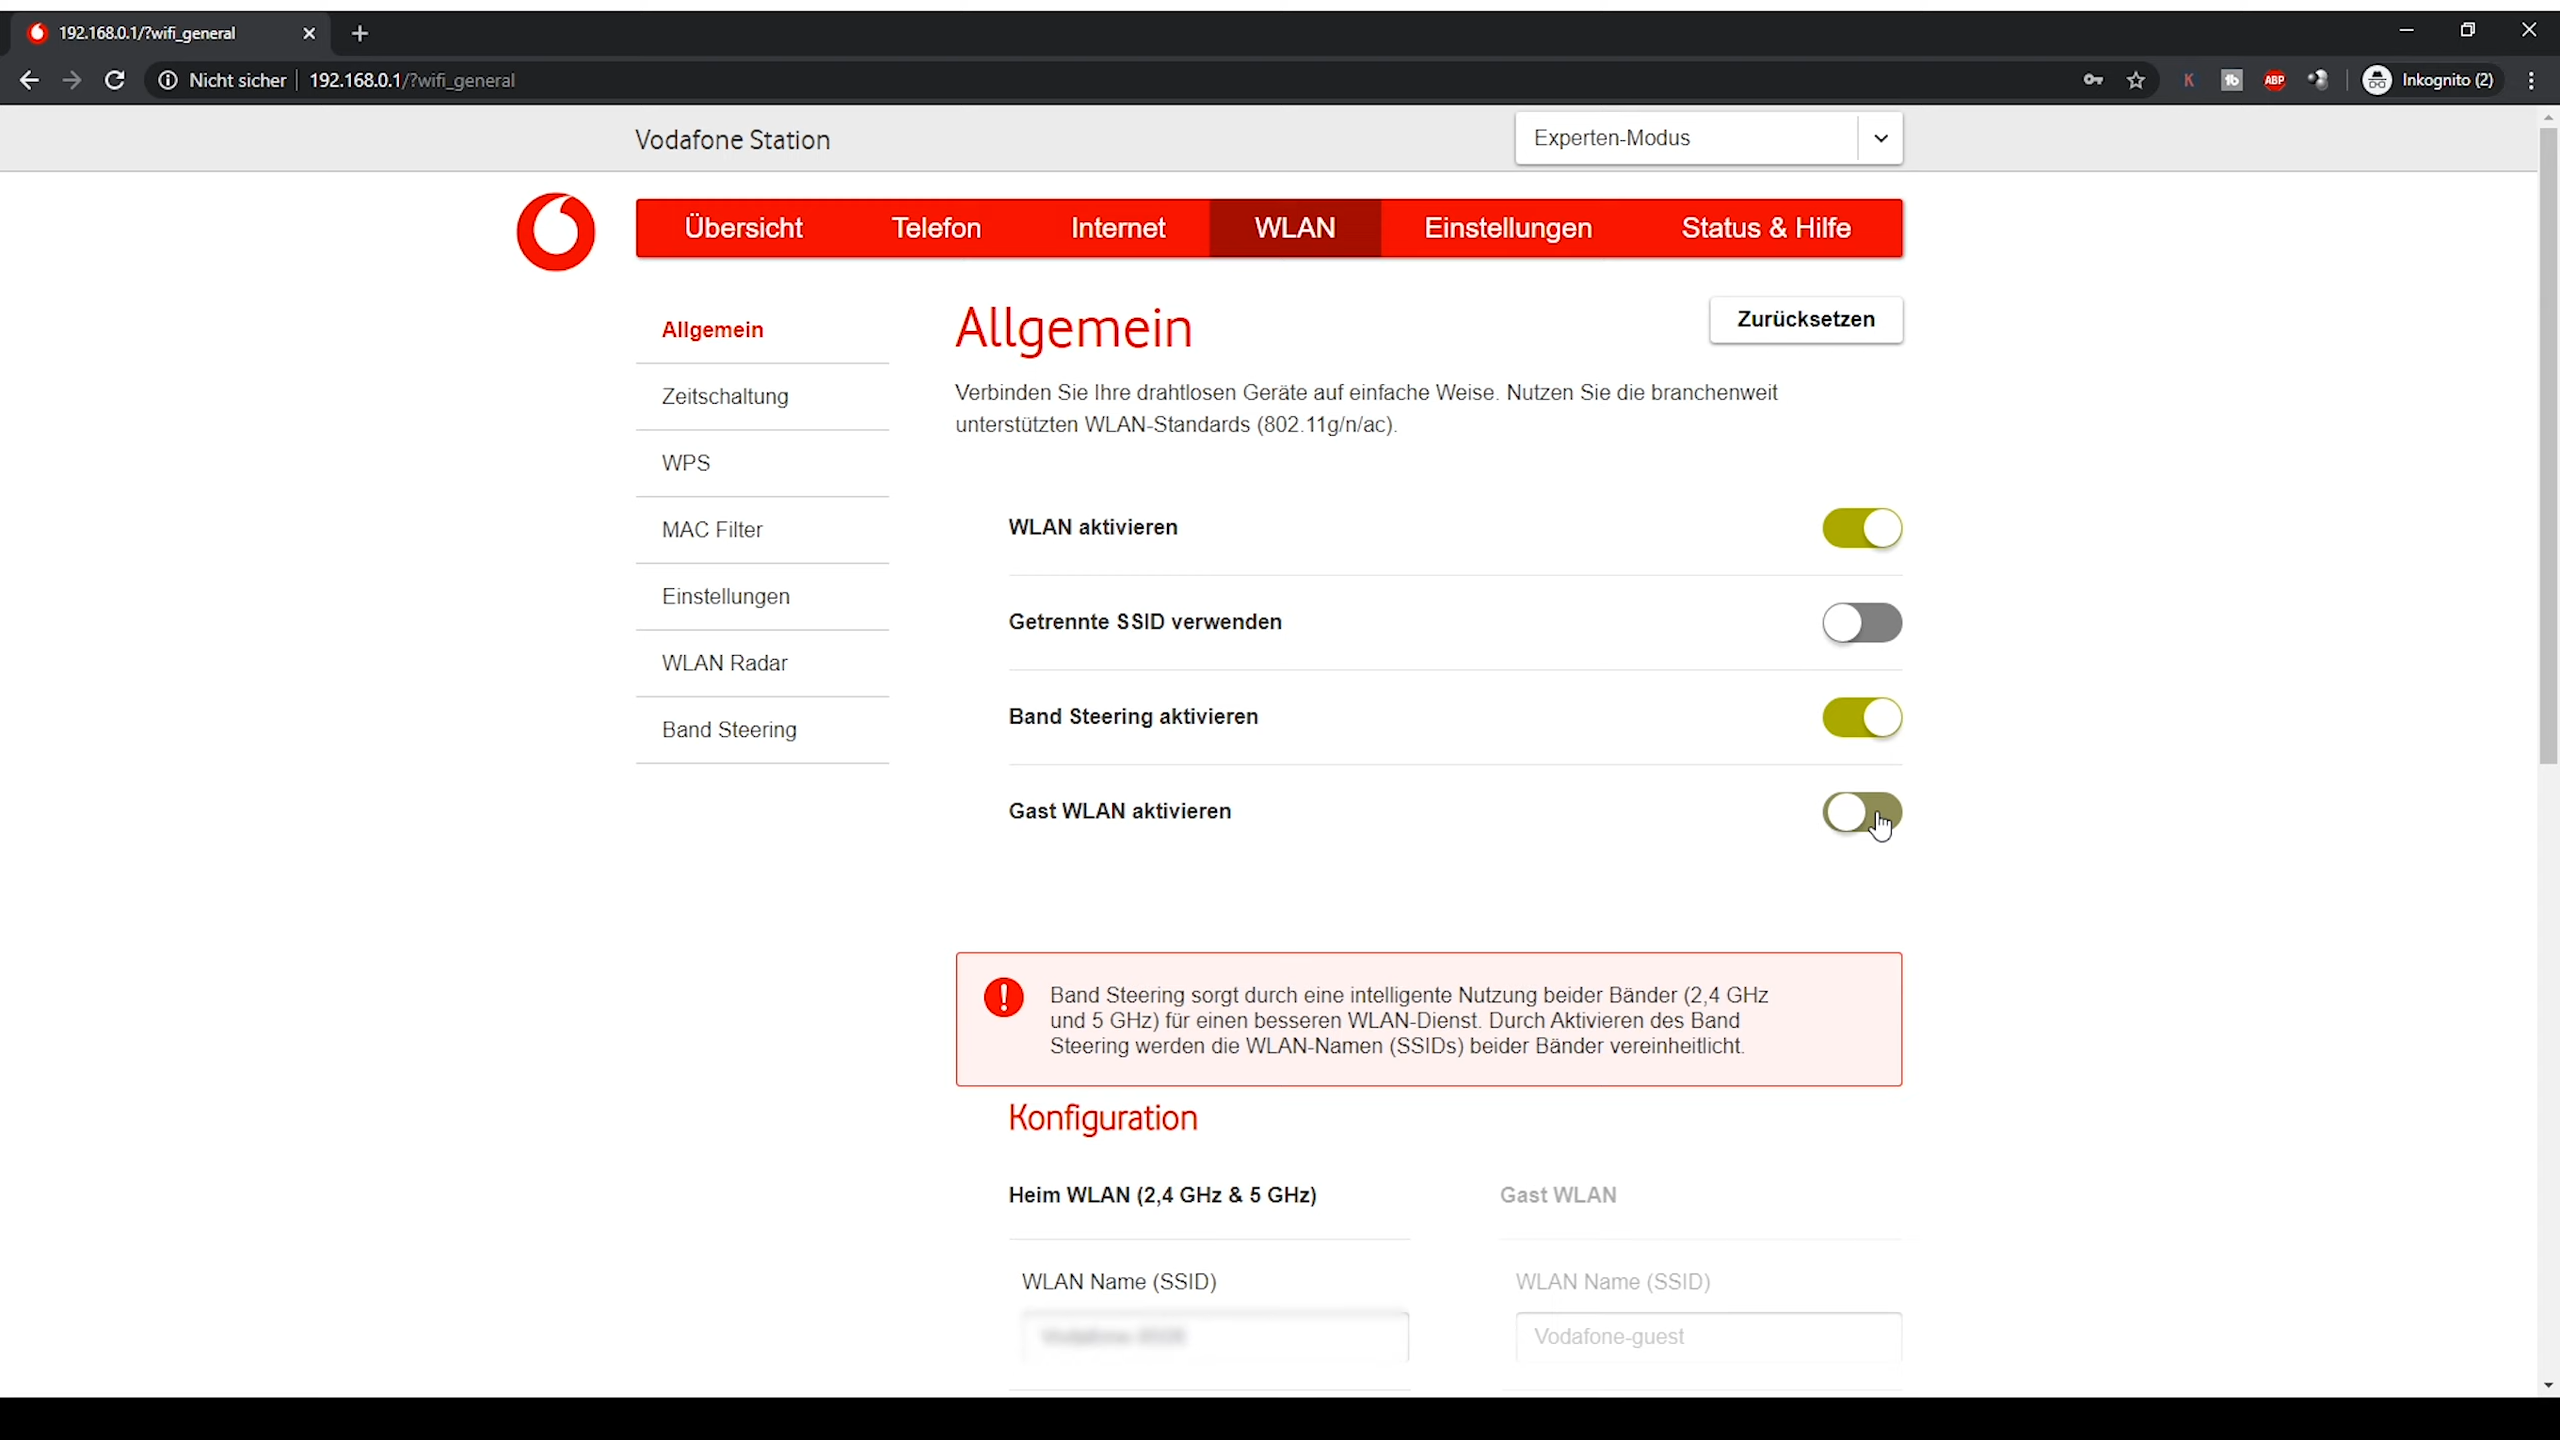 192.168.0.1/?wifi_general
Nicht sicher 192.168.0.1/?wifi_general
K tb ABP Inkognito (2)
Vodafone Station
Experten-Modus
Übersicht Telefon Internet WLAN Einstellungen Status & Hilfe
Allgemein
Zeitschaltung
WPS
MAC Filter
Einstellungen
WLAN Radar
Band Steering
Allgemein
Zurücksetzen
Verbinden Sie Ihre drahtlosen Geräte auf einfache Weise. Nutzen Sie die branchenweit
unterstützten WLAN-Standards (802.11g/n/ac).
WLAN aktivieren
Getrennte SSID verwenden
Band Steering aktivieren
Gast WLAN aktivieren
Band Steering sorgt durch eine intelligente Nutzung beider Bänder (2,4 GHz
und 5 GHz) für einen besseren WLAN-Dienst. Durch Aktivieren des Band
Steering werden die WLAN-Namen (SSIDs) beider Bänder vereinheitlicht.
Konfiguration
Heim WLAN (2,4 GHz & 5 GHz)
WLAN Name (SSID)
Gast WLAN
WLAN Name (SSID)
Vodafone-guest